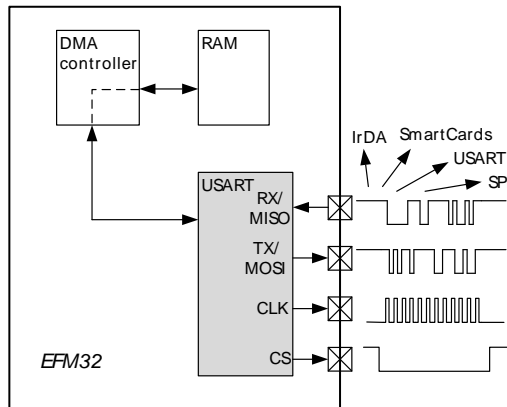 DMA
controller
RAM
IrDA
SmartCards
USART
SP
USART
RX/
MISO
TX/
MOSI
CLK
CS
EFM32